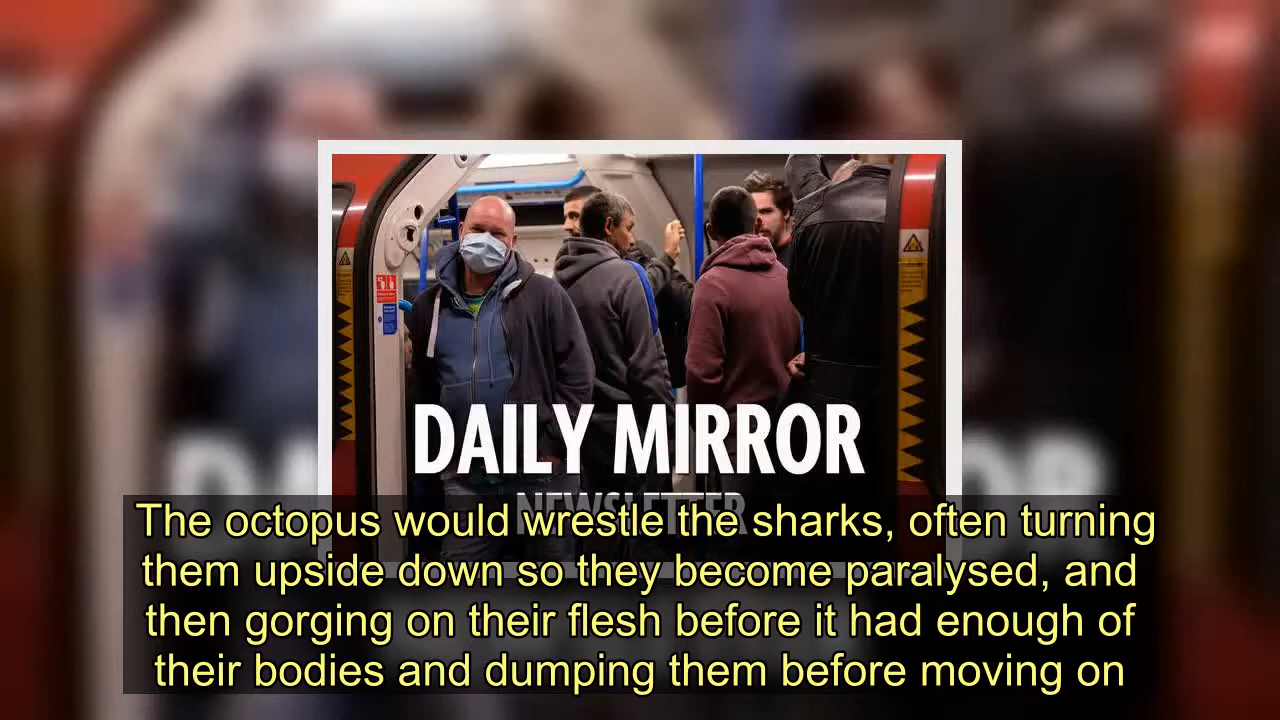 DAILY MIRROR
NEWSLETTER
The octopus would wrestle the sharks, often turning
them upside down so they become paralysed, and
then gorging on their flesh before it had enough of
their bodies and dumping them before moving on